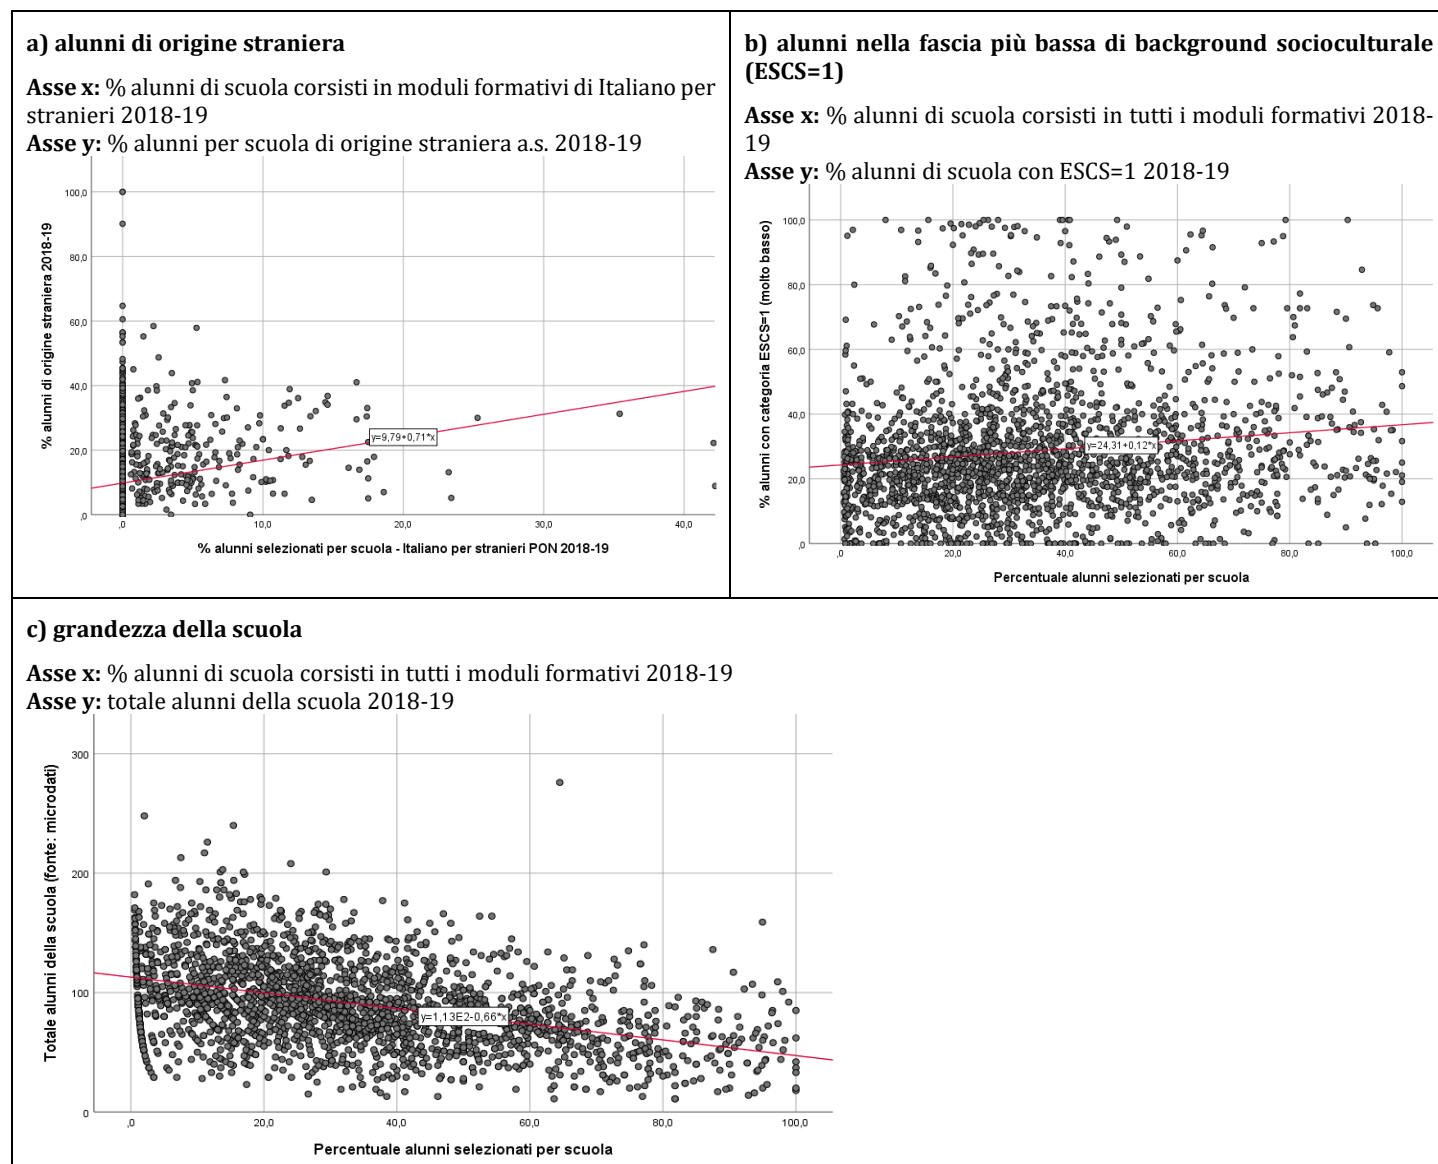 a) alunni di origine straniera
Asse x: % alunni di scuola corsisti in moduli formativi di Italiano per
stranieri 2018-19
Asse y: % alunni per scuola di origine straniera a.s. 2018-19
% alunni di origine straniera 2018-19
100,0
80,0
60,0
40,0
20,0
,0
y=9,79+0,71*x
,0 10,0 20,0 30,0 40,0
% alunni selezionati per scuola - Italiano per stranieri PON 2018-19
b) alunni nella fascia più bassa di background socioculturale
(ESCS=1)
Asse x: % alunni di scuola corsisti in tutti i moduli formativi 2018-
19
Asse y: % alunni di scuola con ESCS=1 2018-19
% alunni con categoria ESCS=1 (molto basso)
100,0
80,0
60,0
40,0
20,0
,0
y=24,31+0,12*x
,0 20,0 40,0 60,0 80,0 100,0
Percentuale alunni selezionati per scuola
c) grandezza della scuola
Asse x: % alunni di scuola corsisti in tutti i moduli formativi 2018-19
Asse y: totale alunni della scuola 2018-19
Totale alunni della scuola (fonte: microdati)
300
200
100
0
y=1,13E2-0,66*x
,0 20,0 40,0 60,0 80,0 100,0
Percentuale alunni selezionati per scuola